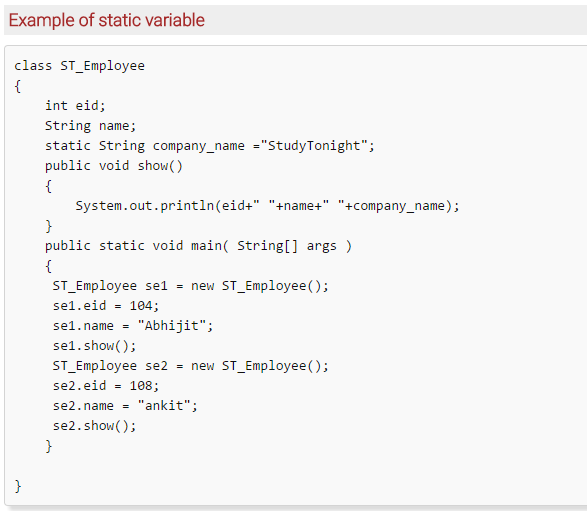 Example of static variable
class ST_Employee
{
    int eid;
    String name;
    static String company_name ="StudyTonight";
    public void show()
    {
        System.out.println(eid+" "+name+" "+company_name);
    }
    public static void main( String[] args )
    {
     ST_Employee se1 = new ST_Employee();
     se1.eid = 104;
     se1.name = "Abhijit";
     se1.show();
     ST_Employee se2 = new ST_Employee();
     se2.eid = 108;
     se2.name = "ankit";
     se2.show();
    }
}